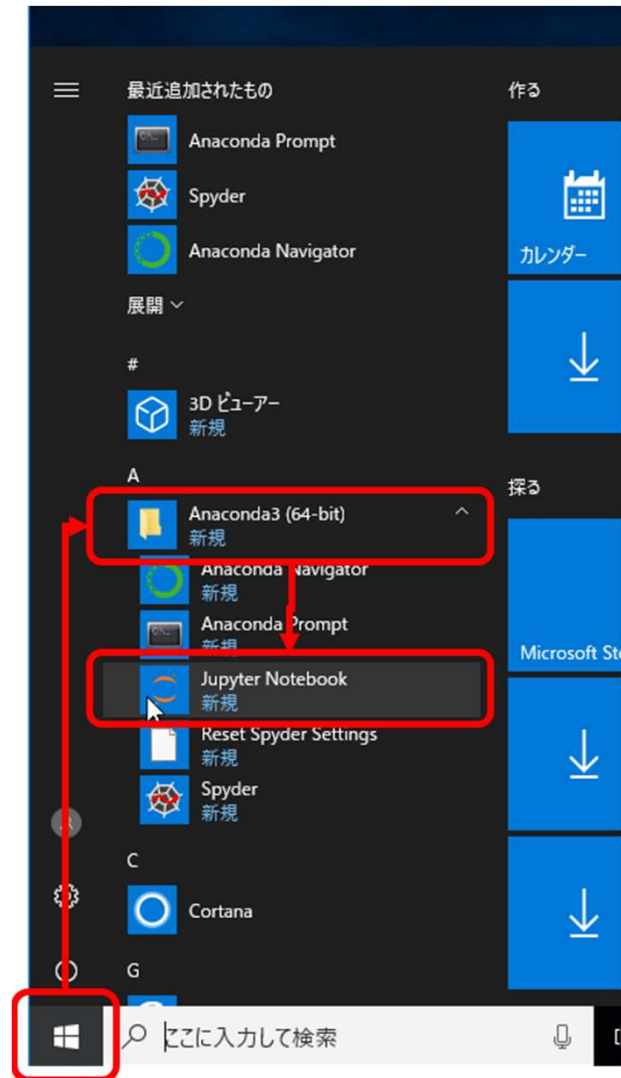 最近追加されたもの
Anaconda Prompt
Spyder
Anaconda Navigator
展開
#
3D ビューアー
新規
A
Anaconda3 (64-bit)
新規
Anaconda Navigator
新規
Anaconda Prompt
新規
Jupyter Notebook
新規
Reset Spyder Settings
新規
Spyder
新規
C
Cortana
G
ここに入力して検索
作る
カレンダー
探る
Microsoft Sto